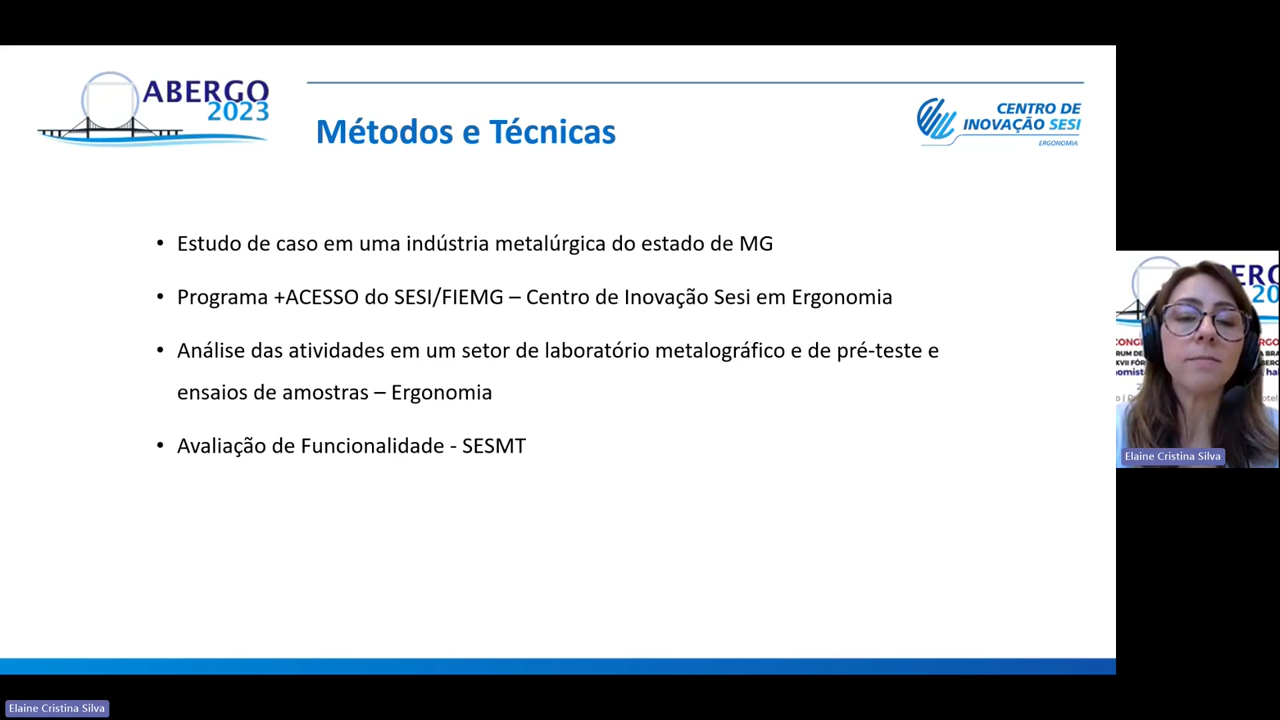 ABERGO
2023
CENTRO DE
INOVAÇÃO SESI
ERGONOMIA
Métodos e Técnicas
• Estudo de caso em uma indústria metalúrgica do estado de MG
• Programa +ACESSO do SESI/FIEMG – Centro de Inovação Sesi em Ergonomia
• Análise das atividades em um setor de laboratório metalográfico e de pré-teste e
ensaios de amostras – Ergonomia
• Avaliação de Funcionalidade - SESMT
Elaine Cristina Silva
Elaine Cristina Silva